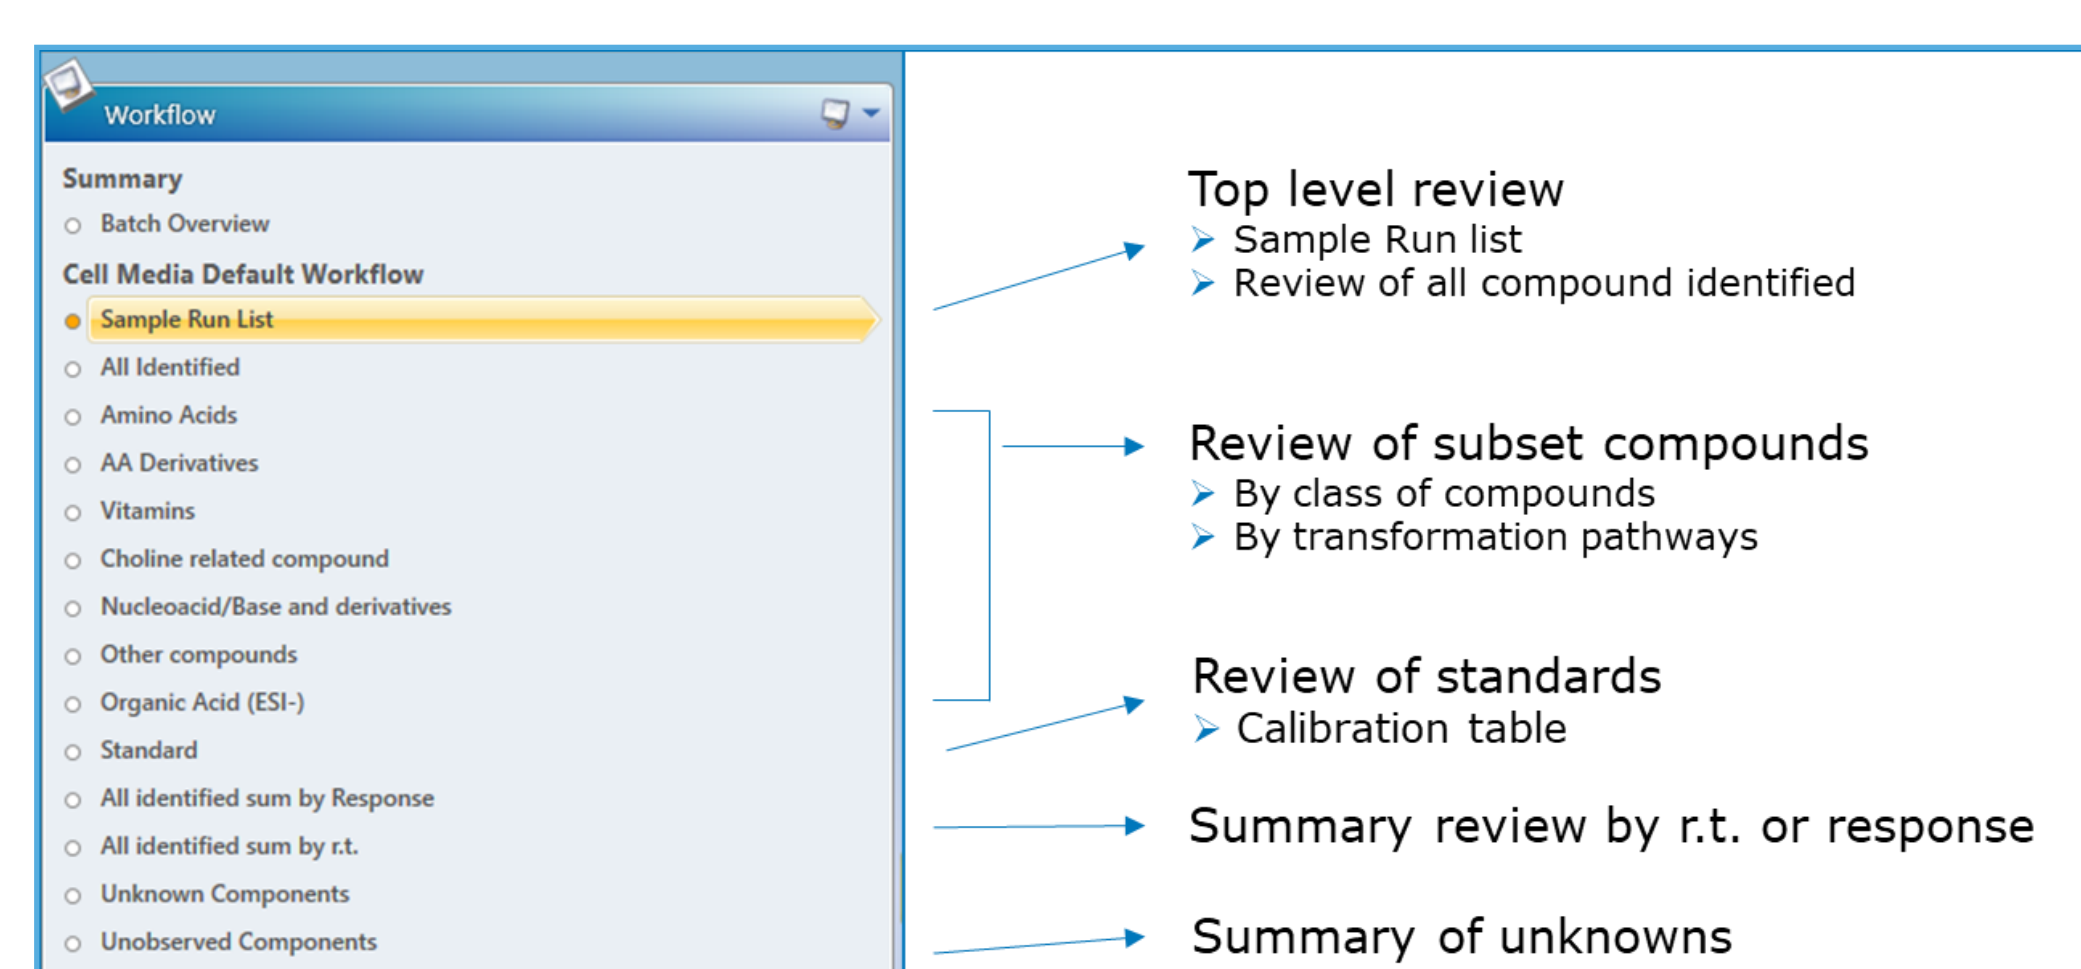 Workflow
Summary
Batch Overview
Cell Media Default Workflow
Sample Run List
All Identified
Amino Acids
AA Derivatives
Vitamins
Choline related compound
Nucleoacid/Base and derivatives
Other compounds
Organic Acid (ESI-)
Standard
All identified sum by Response
All identified sum by r.t.
Unknown Components
Unobserved Components
Top level review
Sample Run list
Review of all compound identified
Review of subset compounds
By class of compounds
By transformation pathways
Review of standards
Calibration table
Summary review by r.t. or response
Summary of unknowns